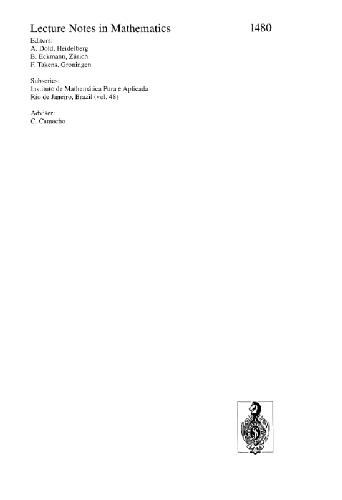 Lecture Notes in Mathematics 1480
Editors:
A. Dold, Heidelberg
B. Eckmann, Zürich
F. Takens, Groningen
Subseries:
Instituto de Mathemática Pura e Aplicada
Rio de Janeiro, Brazil (vol. 48)
Adviser:
C. Camacho